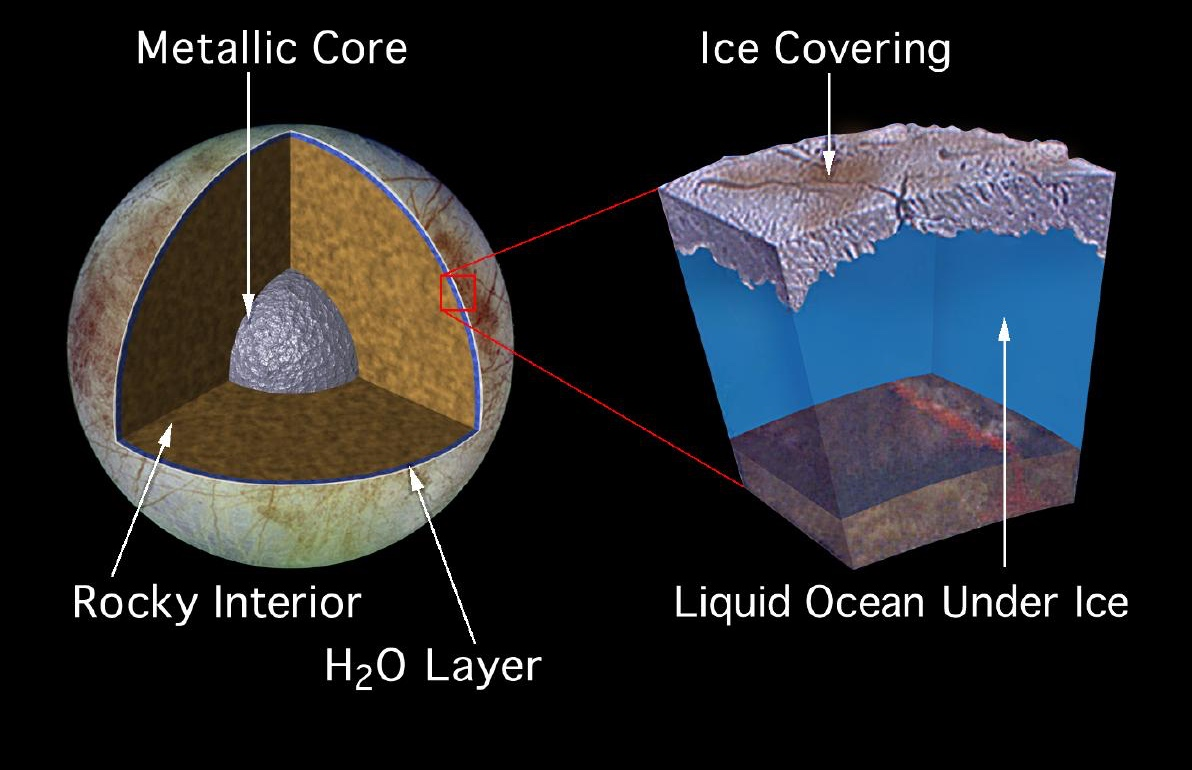 Metallic Core
Ice Covering
Rocky Interior
Liquid Ocean Under Ice
H₂O Layer